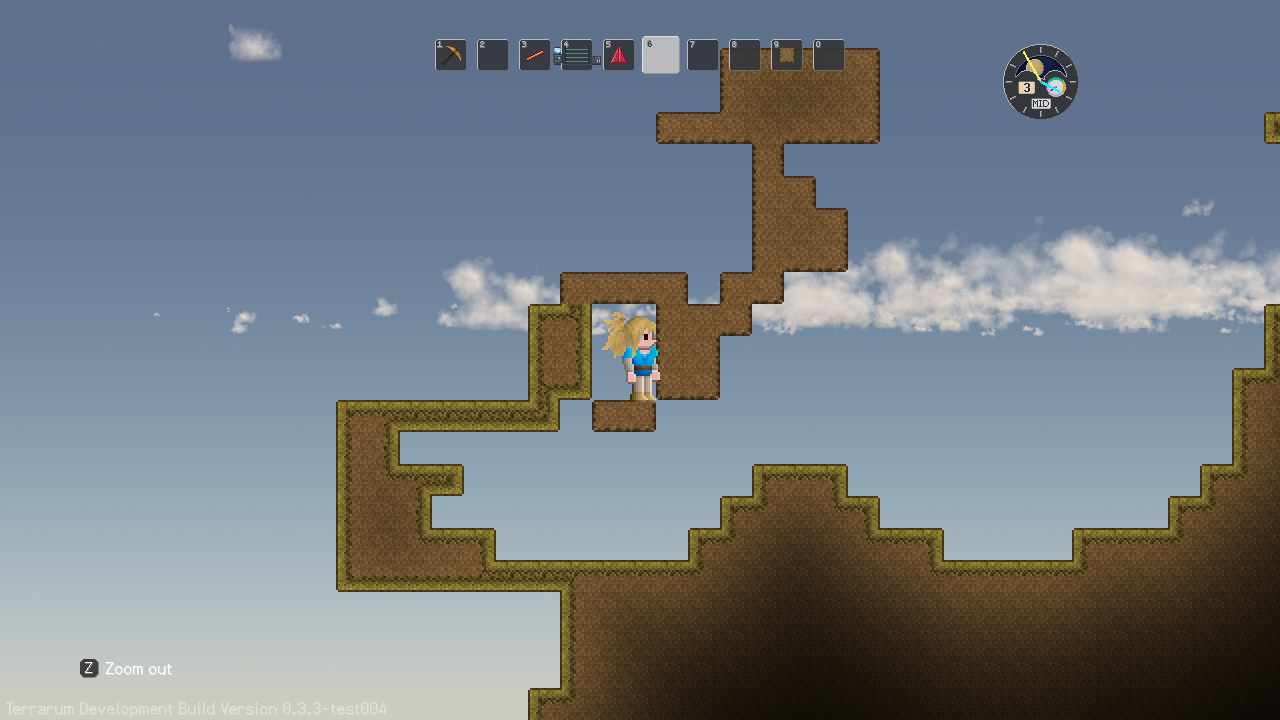 1 2 3 4 5 6 7 8 9 0
3
MID
Z Zoom out
Terrarum Development Build Version 0.3.3-test004